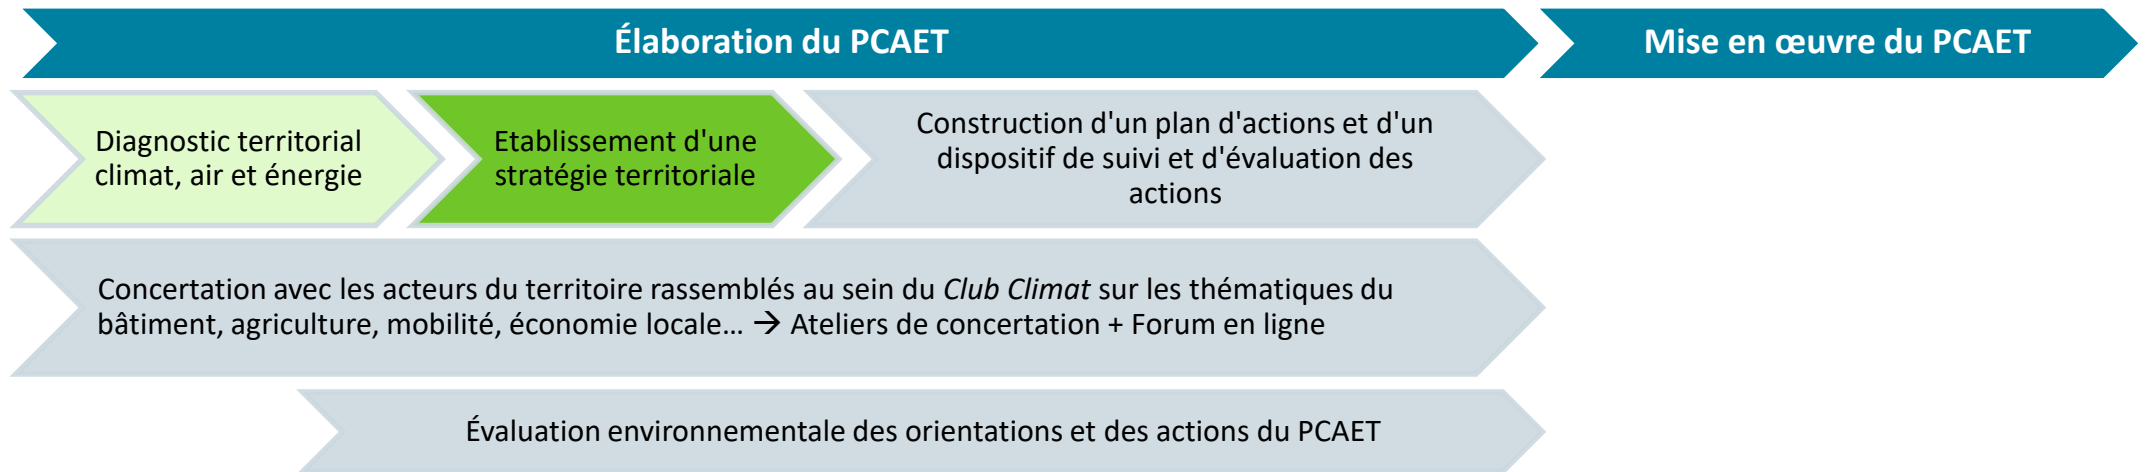 Élaboration du PCAET
Mise en œuvre du PCAET
Diagnostic territorial
climat, air et énergie
Etablissement d'une
stratégie territoriale
Construction d'un plan d'actions et d'un
dispositif de suivi et d'évaluation des
actions
Concertation avec les acteurs du territoire rassemblés au sein du Club Climat sur les thématiques du
bâtiment, agriculture, mobilité, économie locale… → Ateliers de concertation + Forum en ligne
Évaluation environnementale des orientations et des actions du PCAET